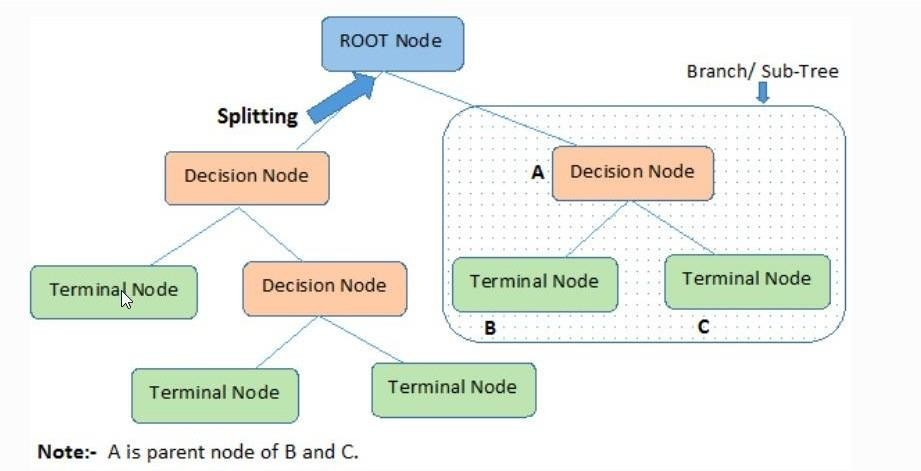 ROOT Node
Branch/ Sub-Tree
Splitting
Decision Node
A
Decision Node
Terminal Node
Decision Node
Terminal Node
Terminal Node
B
C
Terminal Node
Terminal Node
Note:- A is parent node of B and C.